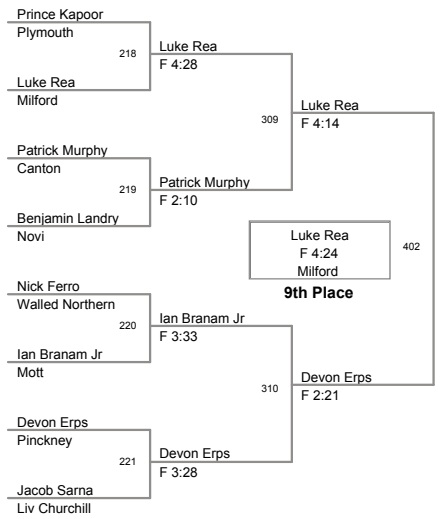 Prince Kapoor
Plymouth
218
Luke Rea
F 4:28
Luke Rea
Milford
309
Luke Rea
F 4:14
Patrick Murphy
Canton
219
Patrick Murphy
F 2:10
Benjamin Landry
Novi
Luke Rea
F 4:24
Milford
402
9th Place
Nick Ferro
Walled Northern
220
Ian Branam Jr
F 3:33
Ian Branam Jr
Mott
310
Devon Erps
F 2:21
Devon Erps
Pinckney
221
Devon Erps
F 3:28
Jacob Sarna
Liv Churchill